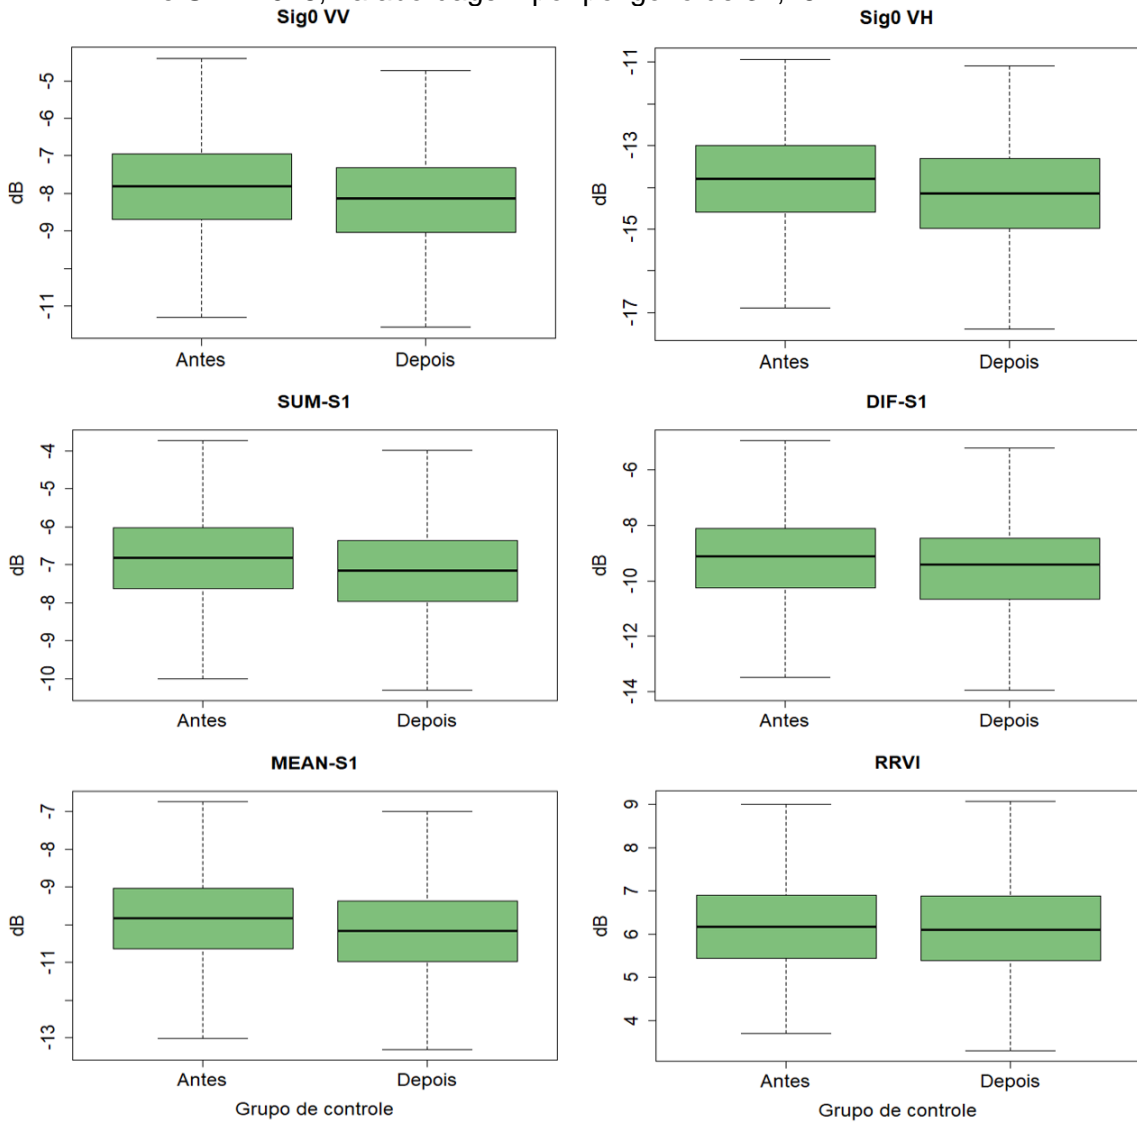 Sig0 VV
Sig0 VH
dB
-5
-6
-7
-8
-9
-11
Antes
Depois
dB
-11
-13
-15
-17
Antes
Depois
SUM-S1
DIF-S1
dB
-4
-5
-6
-7
-8
-9
-10
Antes
Depois
dB
-6
-8
-10
-12
-14
Antes
Depois
MEAN-S1
RRVI
dB
-7
-9
-11
-13
Antes
Depois
Grupo de controle
dB
9
8
7
6
5
4
Antes
Depois
Grupo de controle